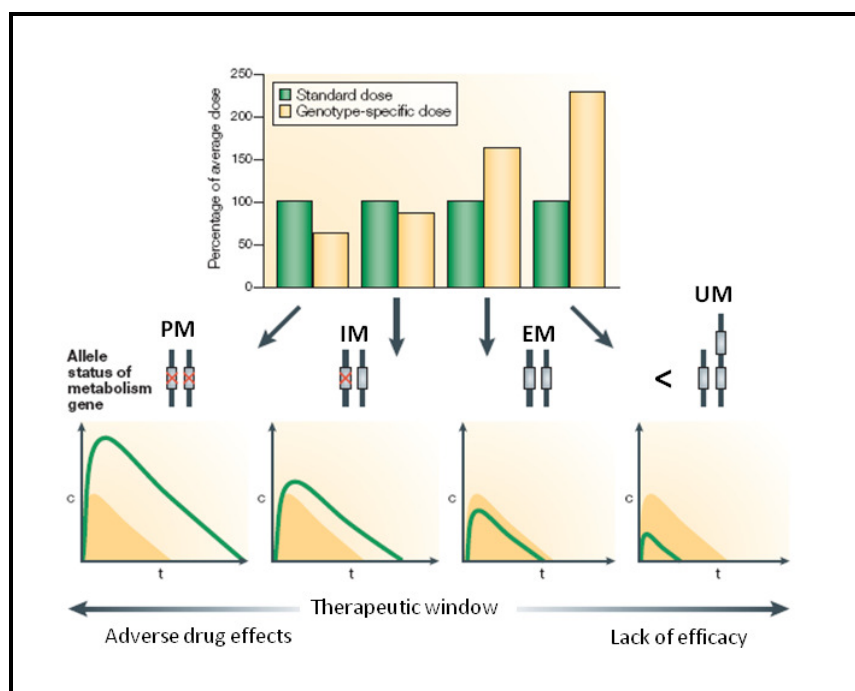 250
200
150
100
50
0
Percentage of average dose
Standard dose
Genotype-specific dose
PM
IM
EM
UM
Allele
status of
metabolism
gene
<
c
t
c
t
c
t
c
t
Therapeutic window
Adverse drug effects
Lack of efficacy